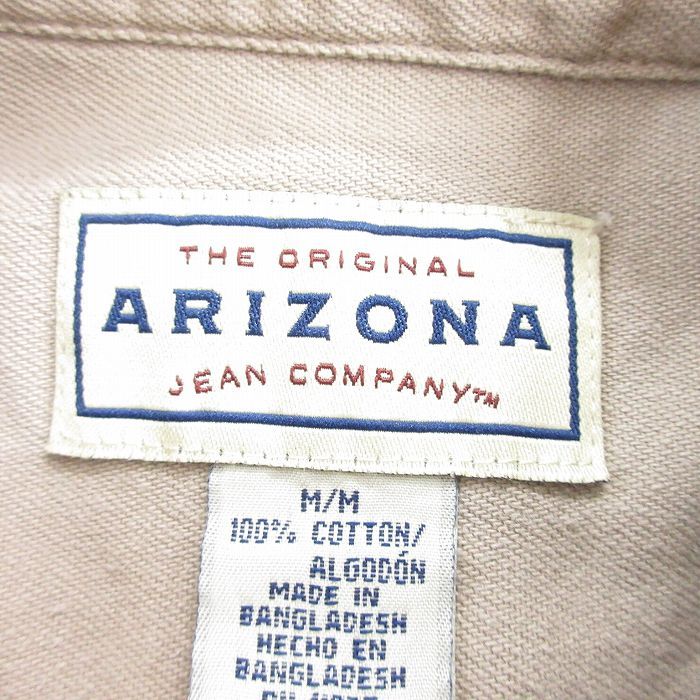 THE ORIGINAL
ARIZONA
JEAN COMPANY™
M/M
100% COTTON/
ALGODÓN
MADE IN
BANGLADESH
HECHO EN
BANGLADESH